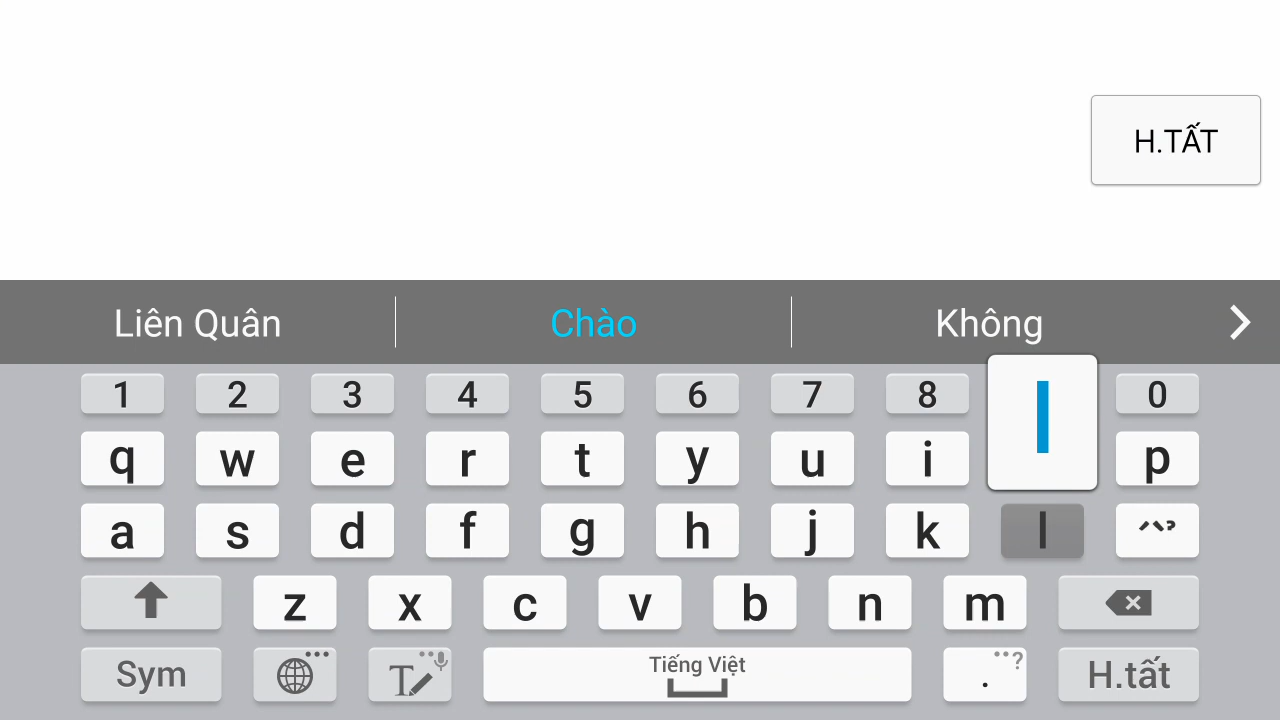 H.TẤT
Liên Quân Chào Không
1 2 3 4 5 6 7 8 l 0
q w e r t y u i p
a s d f g h j k l ^~?
z x c v b n m
Sym T Tiếng Việt . ? H.tất